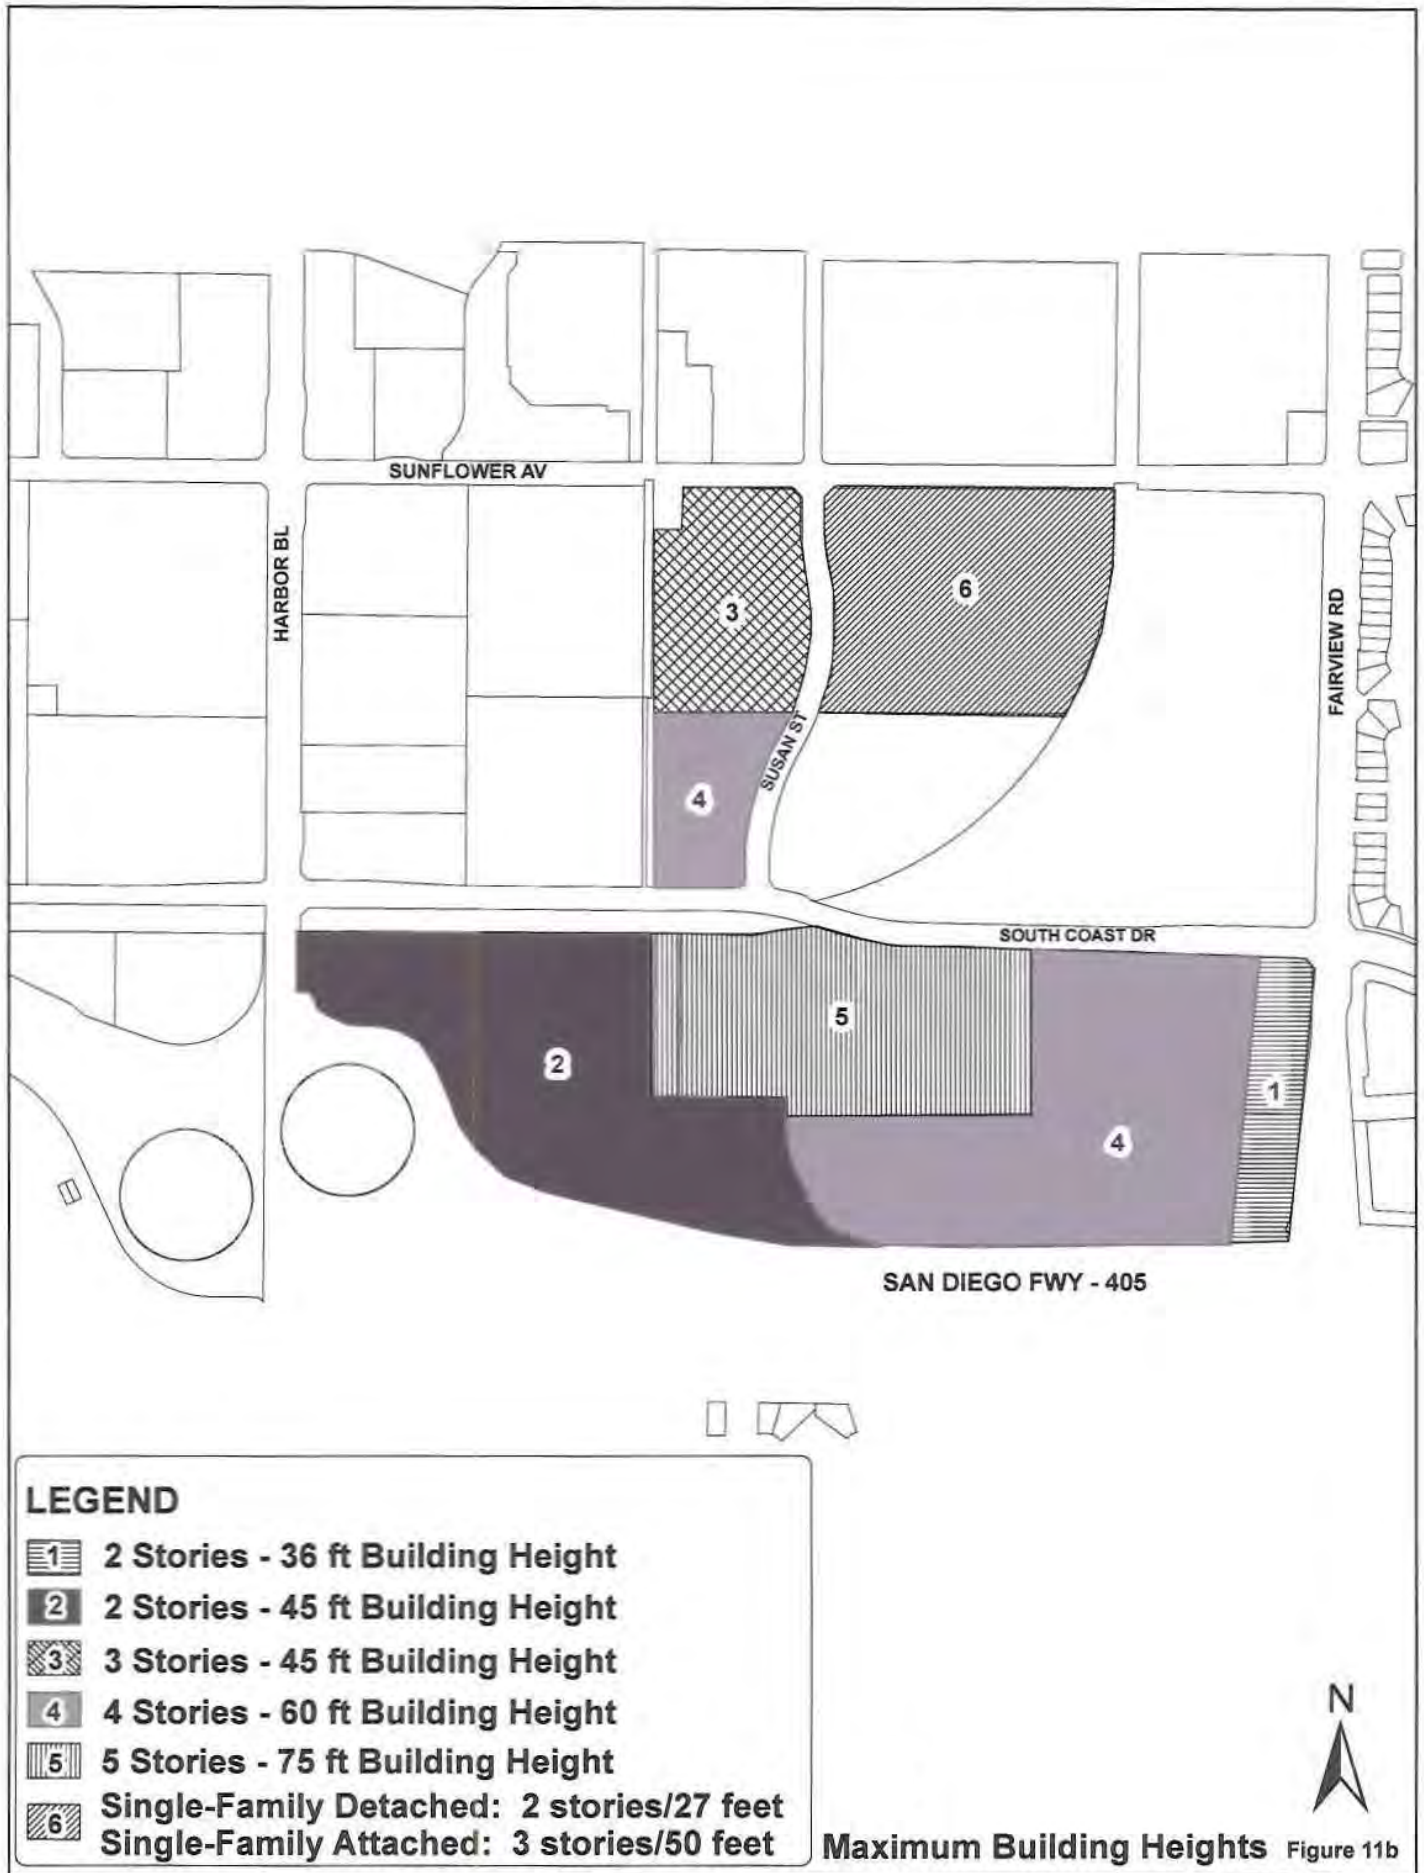 SUNFLOWER AV
HARBOR BL
3
6
FAIRVIEW RD
SUSAN ST
4
SOUTH COAST DR
5
2
1
4
SAN DIEGO FWY - 405
LEGEND
1 2 Stories - 36 ft Building Height
2 2 Stories - 45 ft Building Height
3 3 Stories - 45 ft Building Height
4 4 Stories - 60 ft Building Height
5 5 Stories - 75 ft Building Height
6 Single-Family Detached: 2 stories/27 feet
Single-Family Attached: 3 stories/50 feet
N
Maximum Building Heights Figure 11b